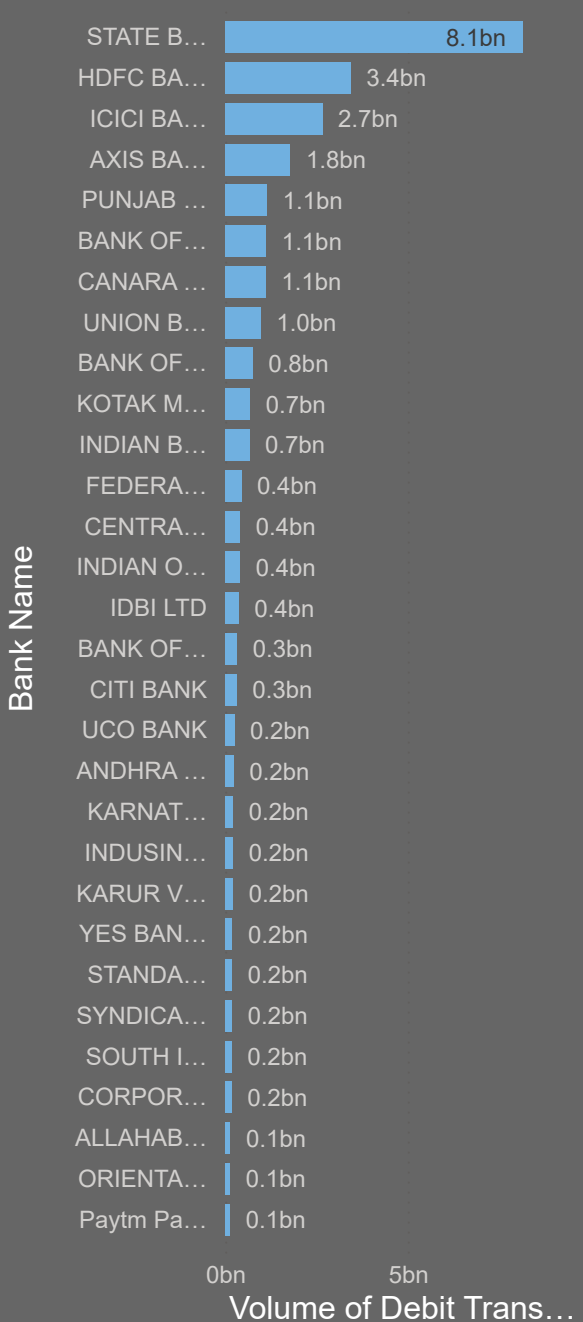 STATE B… 8.1bn
HDFC BA… 3.4bn
ICICI BA… 2.7bn
AXIS BA… 1.8bn
PUNJAB … 1.1bn
BANK OF… 1.1bn
CANARA … 1.1bn
UNION B… 1.0bn
BANK OF… 0.8bn
KOTAK M… 0.7bn
INDIAN B… 0.7bn
FEDERA… 0.4bn
CENTRA… 0.4bn
INDIAN O… 0.4bn
IDBI LTD 0.4bn
BANK OF… 0.3bn
CITI BANK 0.3bn
UCO BANK 0.2bn
ANDHRA … 0.2bn
KARNAT… 0.2bn
INDUSIN… 0.2bn
KARUR V… 0.2bn
YES BAN… 0.2bn
STANDA… 0.2bn
SYNDICA… 0.2bn
SOUTH I… 0.2bn
CORPOR… 0.2bn
ALLAHAB… 0.1bn
ORIENTA… 0.1bn
Paytm Pa… 0.1bn
Bank Name
0bn 5bn
Volume of Debit Trans…